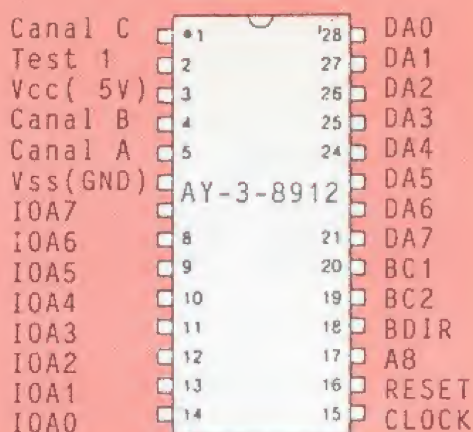 Canal C •1 '28 DA0
Test 1 2 27 DA1
Vcc( 5V) 3 26 DA2
Canal B 4 25 DA3
Canal A 5 24 DA4
Vss(GND) DA5
AY-3-8912
IOA7 DA6
IOA6 8 21 DA7
IOA5 9 20 BC1
IOA4 10 19 BC2
IOA3 11 18 BDIR
IOA2 12 17 A8
IOA1 13 16 RESET
IOA0 14 15 CLOCK